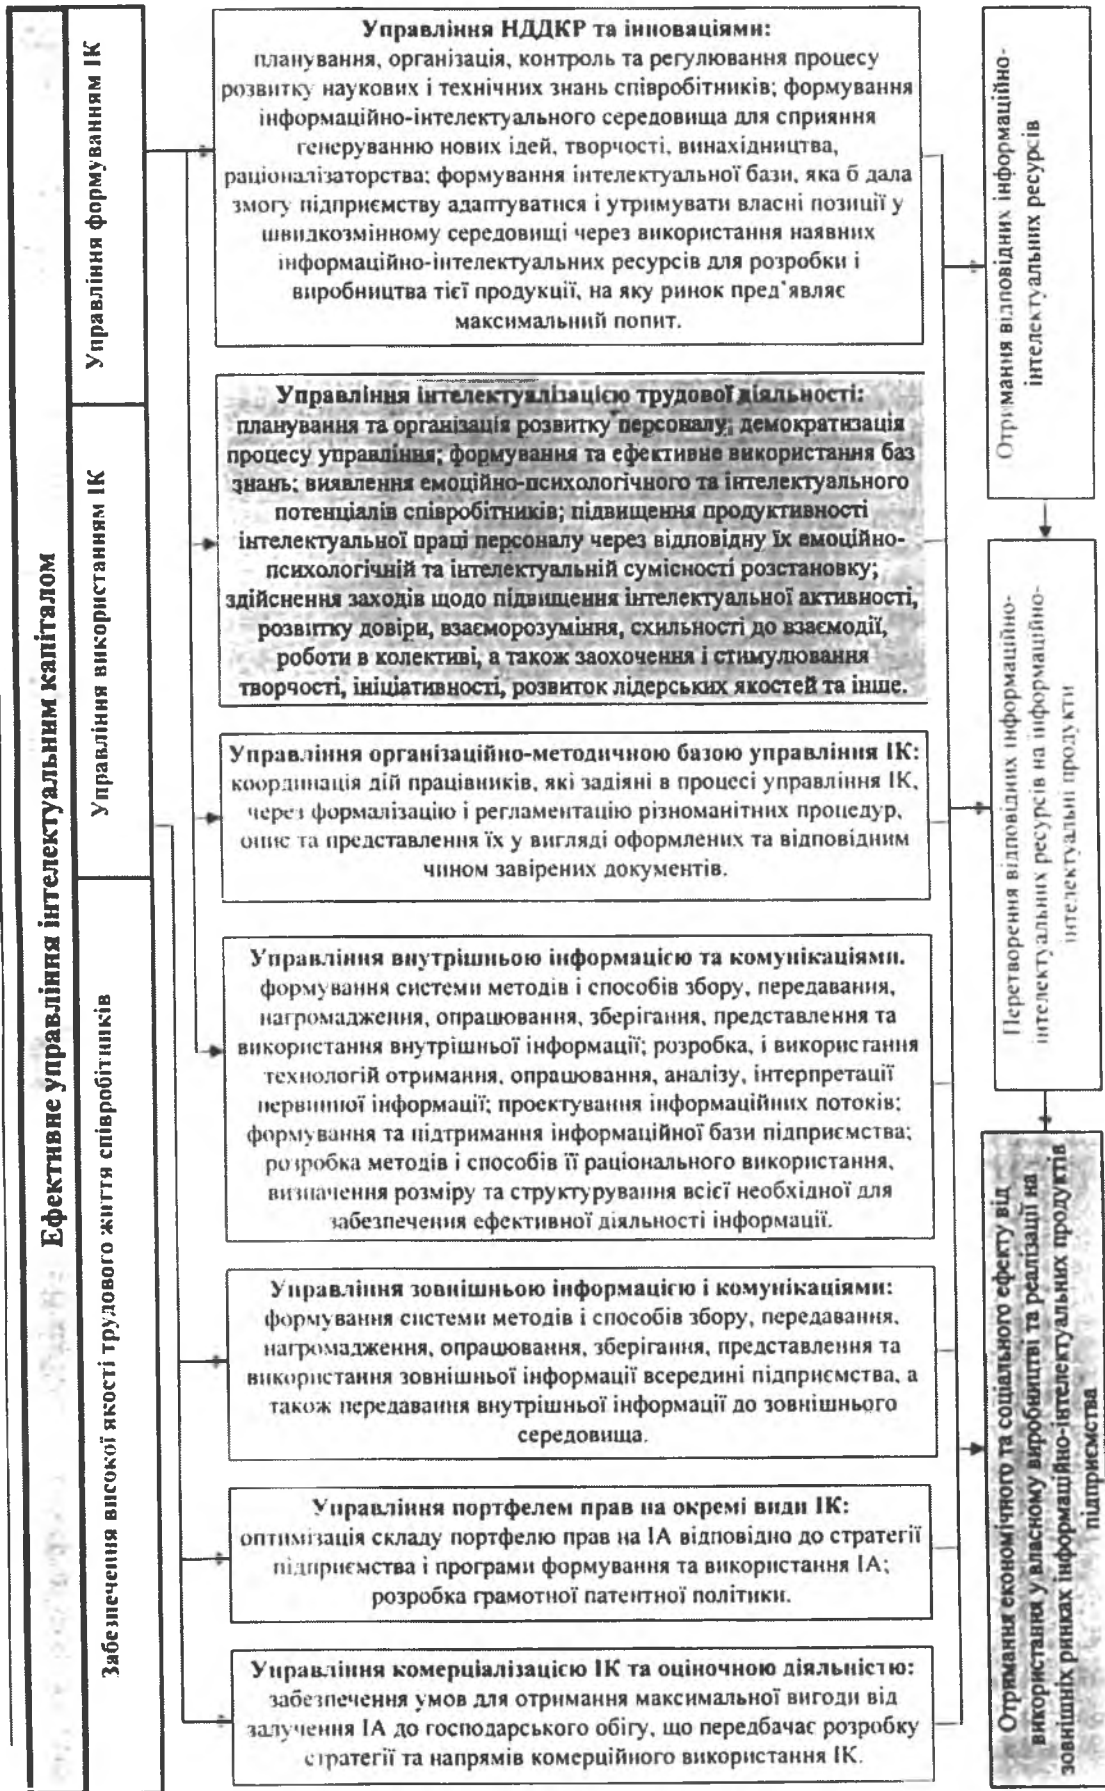 Ефективне управління інтелектуальним капіталом
Управління формуванням ІК
Управління використанням ІК
Забезпечення високої якості трудового життя співробітників
Управління НДДКР та інноваціями:
планування, організація, контроль та регулювання процесу
розвитку наукових і технічних знань співробітників; формування
інформаційно-інтелектуального середовища для сприяння
генеруванню нових ідей, творчості, винахідництва,
раціоналізаторства; формування інтелектуальної бази, яка б дала
змогу підприємству адаптуватися і утримувати власні позиції у
швидкозмінному середовищі через використання наявних
інформаційно-інтелектуальних ресурсів для розробки і
виробництва тієї продукції, на яку ринок пред'являє
максимальний попит.
Управління інтелектуалізацією трудової діяльності:
планування та організація розвитку персоналу; демократизація
процесу управління; формування та ефективне використання баз
знань; виявлення емоційно-психологічного та інтелектуального
потенціалів співробітників; підвищення продуктивності
інтелектуальної праці персоналу через відповідну їх емоційно-
психологічній та інтелектуальній сумісності розстановку;
здійснення заходів щодо підвищення інтелектуальної активності,
розвитку довіри, взаєморозуміння, схильності до взаємодії,
роботи в колективі, а також заохочення і стимулювання
творчості, ініціативності, розвиток лідерських якостей та інше.
Управління організаційно-методичною базою управління ІК:
координація дій працівників, які задіяні в процесі управління ІК,
через формалізацію і регламентацію різноманітних процедур,
опис та представлення їх у вигляді оформлених та відповідним
чином завірених документів.
Управління внутрішньою інформацією та комунікаціями.
формування системи методів і способів збору, передавання,
нагромадження, опрацювання, зберігання, представлення та
використання внутрішньої інформації; розробка, і використання
технологій отримання, опрацювання, аналізу, інтерпретації
первинної інформації; проектування інформаційних потоків;
формування та підтримання інформаційної бази підприємства;
розробка методів і способів її раціонального використання,
визначення розміру та структурування всієї необхідної для
забезпечення ефективної діяльності інформації.
Управління зовнішньою інформацією і комунікаціями:
формування системи методів і способів збору, передавання,
нагромадження, опрацювання, зберігання, представлення та
використання зовнішньої інформації всередині підприємства, а
також передавання внутрішньої інформації до зовнішнього
середовища.
Управління портфелем прав на окремі види ІК:
оптимізація складу портфелю прав на ІА відповідно до стратегії
підприємства і програми формування та використання ІА;
розробка грамотної патентної політики.
Управління комерціалізацією ІК та оціночною діяльністю:
забезпечення умов для отримання максимальної вигоди від
залучення ІА до господарського обігу, що передбачає розробку
стратегії та напрямів комерційного використання ІК.
Отримання відповідних інформаційно-
інтелектуальних ресурсів
Перетворення відповідних інформаційно-
інтелектуальних ресурсів на інформаційно-
інтелектуальні продукти
Отримання економічного та соціального ефекту від
використання у власному виробництві та реалізації на
зовнішніх ринках інформаційно-інтелектуальних продуктів
підприємства